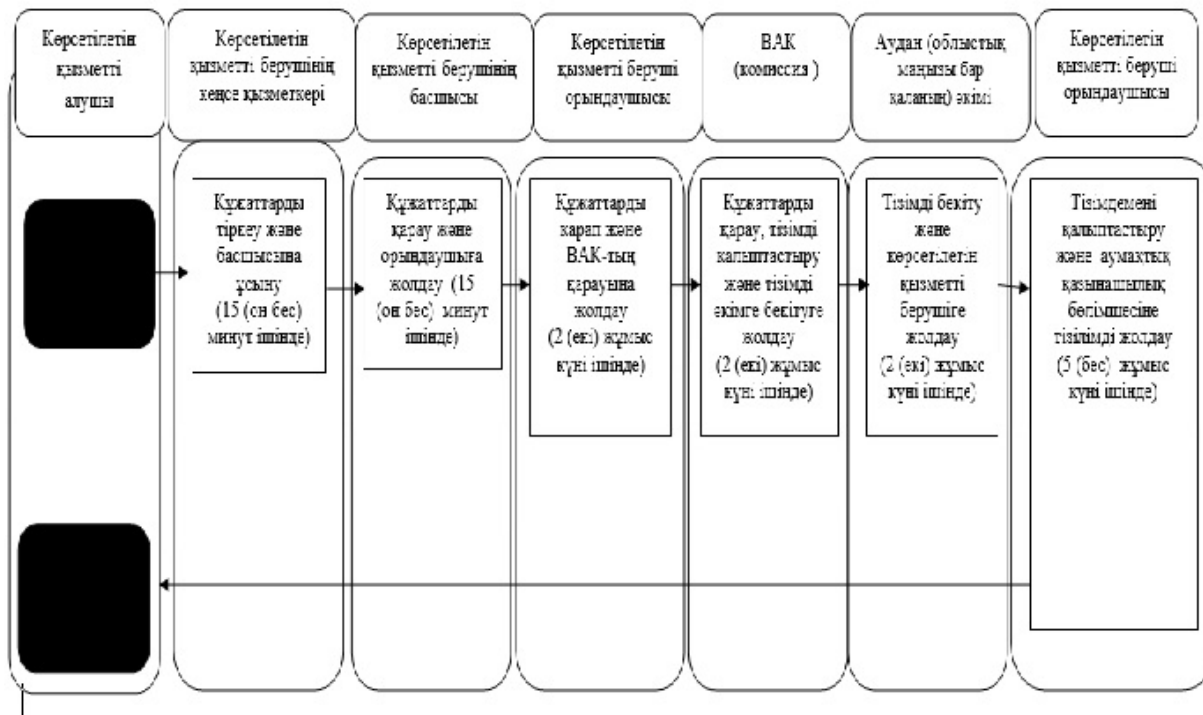 Көрсетілетін
қызметті
алушы
Көрсетілетін
қызметті берушінің
кеңсе қызметкері
Көрсетілетін
қызметті берушінің
басшысы
Көрсетілетін
қызметті беруші
орындаушысы
ВАК
(комиссия )
Аудан (облыстық
маңызы бар
қаланың) әкімі
Көрсетілетін
қызметті беруші
орындаушысы
Құжаттарды
тіркеу және
басшысына
ұсыну
(15 (он бес)
минут ішінде)
Құжаттарды
қарау және
орындаушыға
жолдау (15
(он бес) минут
ішінде)
Құжаттарды
қарап және
ВАК-тың
қарауына
жолдау
(2 (екі) жұмыс
күні ішінде)
Құжаттарды
қарау, тізімді
қалыптастыру
және тізімді
әкімге бекітуге
жолдау
(2 (екі) жұмыс
күні ішінде)
Тізімді бекіту
және
көрсетілетін
қызметті
берушіге
жолдау
(2 (екі) жұмыс
күні ішінде)
Тізімдемені
қалыптастыру
және аумақтық
қазынашылық
бөлімшесіне
тізілімді жолдау
(5 (бес) жұмыс
күні ішінде)